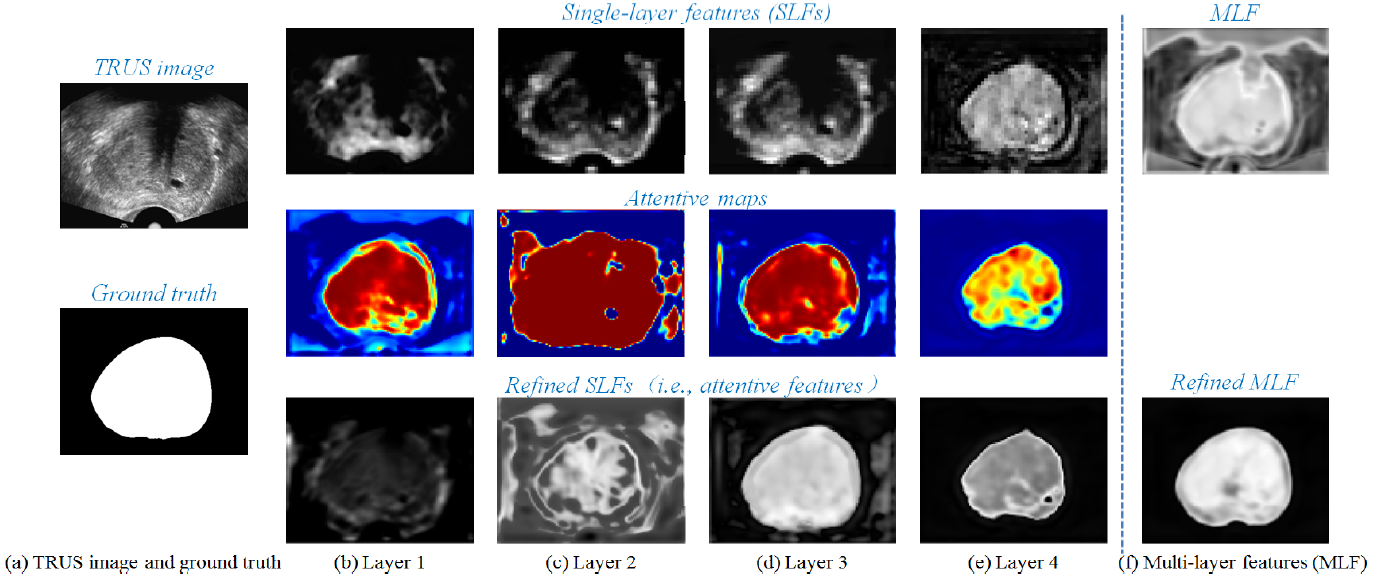 Single-layer features (SLFs)
MLF
TRUS image
Attentive maps
Ground truth
Refined SLFs (i.e., attentive features)
Refined MLF
(a) TRUS image and ground truth
(b) Layer 1
(c) Layer 2
(d) Layer 3
(e) Layer 4
(f) Multi-layer features (MLF)